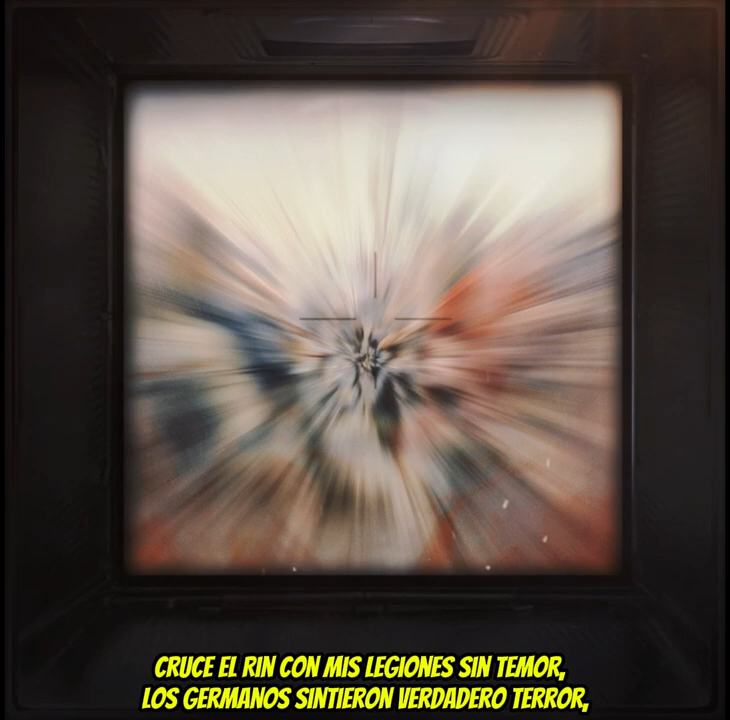 CRUCE EL RIN CON MIS LEGIONES SIN TEMOR,
LOS GERMANOS SINTIERON VERDADERO TERROR,